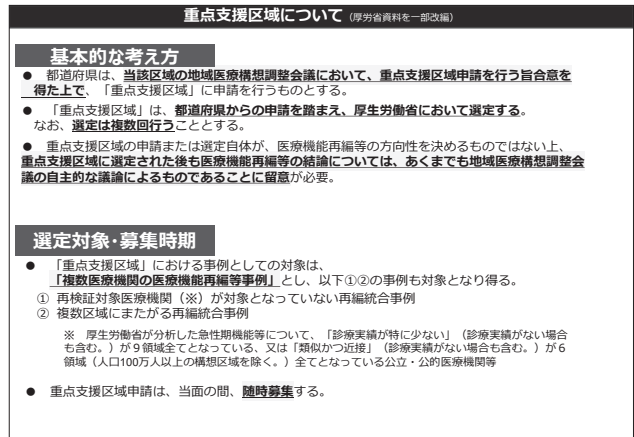 重点支援区域について（厚労省資料を一部改編）
基本的な考え方
● 都道府県は、当該区域の地域医療構想調整会議において、重点支援区域申請を行う旨合意を
得た上で、「重点支援区域」に申請を行うものとする。
● 「重点支援区域」は、都道府県からの申請を踏まえ、厚生労働省において選定する。
なお、選定は複数回行うこととする。
● 重点支援区域の申請または選定自体が、医療機能再編等の方向性を決めるものではない上、
重点支援区域に選定された後も医療機能再編等の結論については、あくまでも地域医療構想調整会
議の自主的な議論によるものであることに留意が必要。
選定対象・募集時期
● 「重点支援区域」における事例としての対象は、
「複数医療機関の医療機能再編等事例」とし、以下①②の事例も対象となり得る。
① 再検証対象医療機関（※）が対象となっていない再編統合事例
② 複数区域にまたがる再編統合事例
※ 厚生労働省が分析した急性期機能等について、「診療実績が特に少ない」（診療実績がない場合
も含む。）が９領域全てとなっている、又は「類似かつ近接」（診療実績がない場合も含む。）が６
領域（人口100万人以上の構想区域を除く。）全てとなっている公立・公的医療機関等
● 重点支援区域申請は、当面の間、随時募集する。